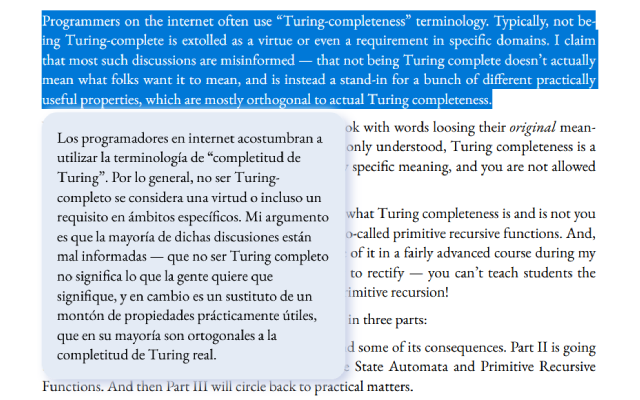 Programmers on the internet often use “Turing-completeness” terminology. Typically, not be-
ing Turing-complete is extolled as a virtue or even a requirement in specific domains. I claim
that most such discussions are misinformed — that not being Turing complete doesn’t actually
mean what folks want it to mean, and is instead a stand-in for a bunch of different practically
useful properties, which are mostly orthogonal to actual Turing completeness.
Los programadores en internet acostumbran a
utilizar la terminología de “completitud de
Turing”. Por lo general, no ser Turing-
completo se considera una virtud o incluso un
requisito en ámbitos específicos. Mi argumento
es que la mayoría de dichas discusiones están
mal informadas — que no ser Turing completo
no significa lo que la gente quiere que
signifique, y en cambio es un sustituto de un
montón de propiedades prácticamente útiles,
que en su mayoría son ortogonales a la
completitud de Turing real.
with words loosing their original mean-
only understood, Turing completeness is a
specific meaning, and you are not allowed
what Turing completeness is and is not you
so-called primitive recursive functions. And,
of it in a fairly advanced course during my
to rectify — you can’t teach students the
primitive recursion!
in three parts:
some of its consequences. Part II is going
State Automata and Primitive Recursive
Functions. And then Part III will circle back to practical matters.